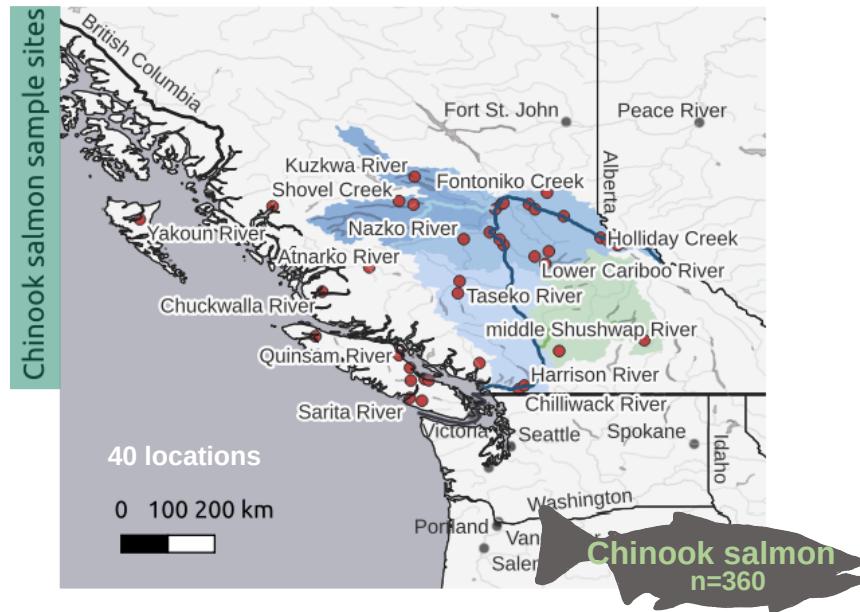 Chinook salmon sample sites
British Columbia
Fort St. John
Peace River
Kuzkwa River
Alberta
Shovel Creek
Fontoniko Creek
Yakoun River
Nazko River
Holliday Creek
Atnarko River
Lower Cariboo River
Chuckwalla River
Taseko River
middle Shushwap River
Quinsam River
Harrison River
Sarita River
Chilliwack River
Victoria
Seattle
Spokane
Idaho
40 locations
0 100 200 km
Washington
Portland
Chinook salmon
n=360